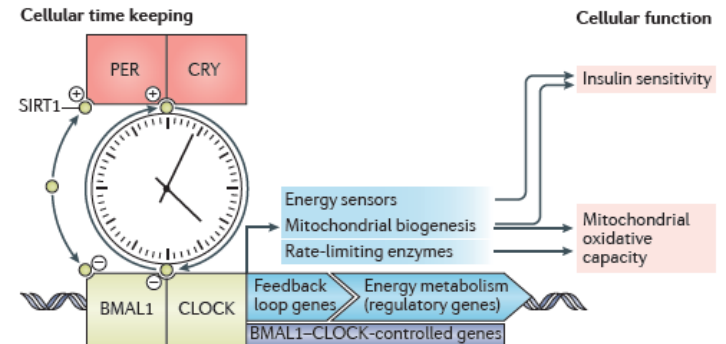 Cellular time keeping
Cellular function
PER
CRY
SIRT1
+
+
Insulin sensitivity
Energy sensors
Mitochondrial biogenesis
Rate-limiting enzymes
Mitochondrial
oxidative
capacity
−
−
BMAL1
CLOCK
Feedback
loop genes
Energy metabolism
(regulatory genes)
BMAL1–CLOCK-controlled genes